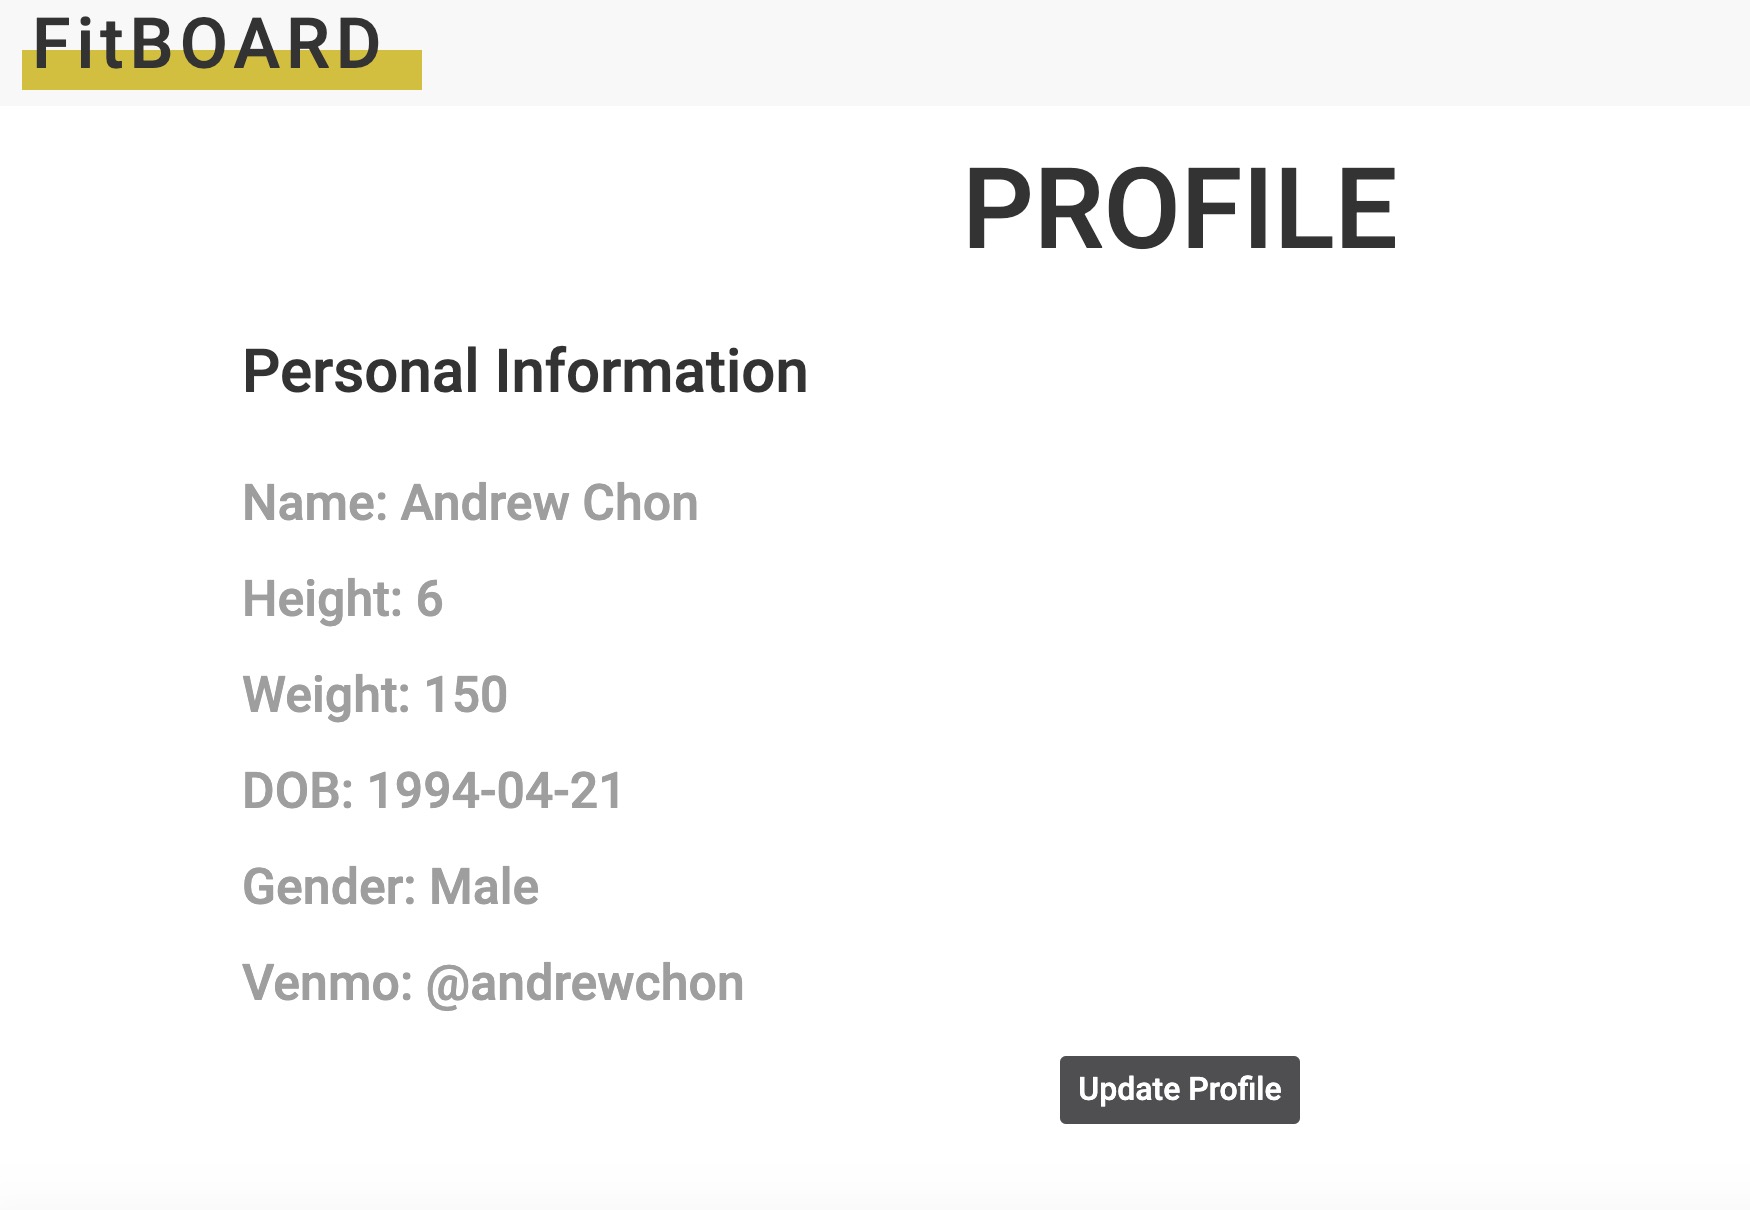 FitBOARD
PROFILE
Personal Information
Name: Andrew Chon
Height: 6
Weight: 150
DOB: 1994-04-21
Gender: Male
Venmo: @andrewchon
Update Profile